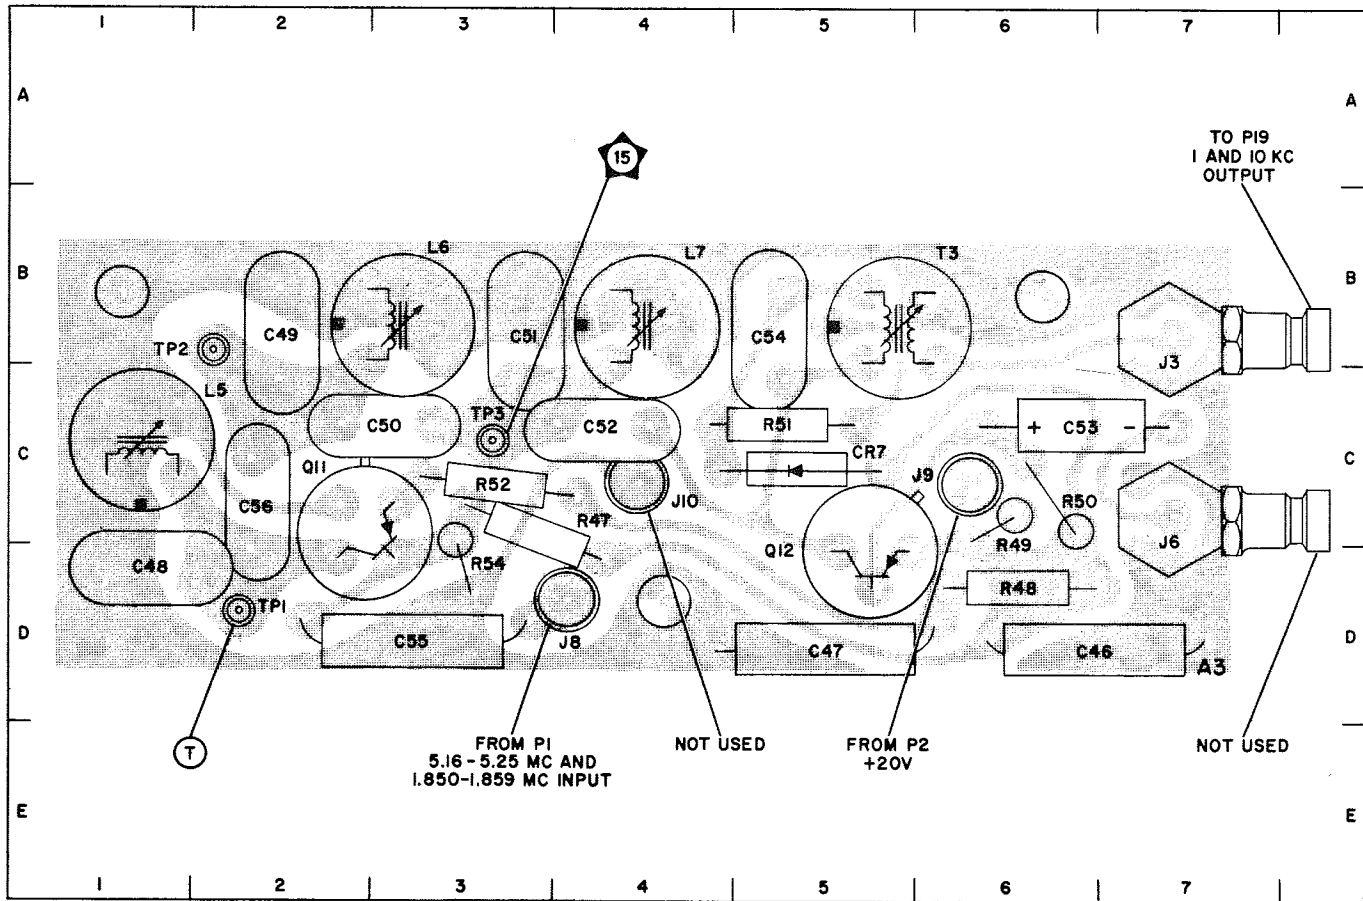 1 2 3 4 5 6 7
A A
15
TO P19
1 AND 10 KC
OUTPUT
B L6 L7 T3 B
C49 C51 C54
TP2 J3
L5
TP3
C50 C52 R51 + C53 -
C Q11 CR7 J9 C
R52
C56 J10 R50
R47 R49
Q12 J6
C48 R54
R48
TP1
D C55 J8 C47 C46 D
A3
T
FROM P1
5.16-5.25 MC AND
1.850-1.859 MC INPUT
NOT USED
FROM P2
+20V
NOT USED
E E
1 2 3 4 5 6 7